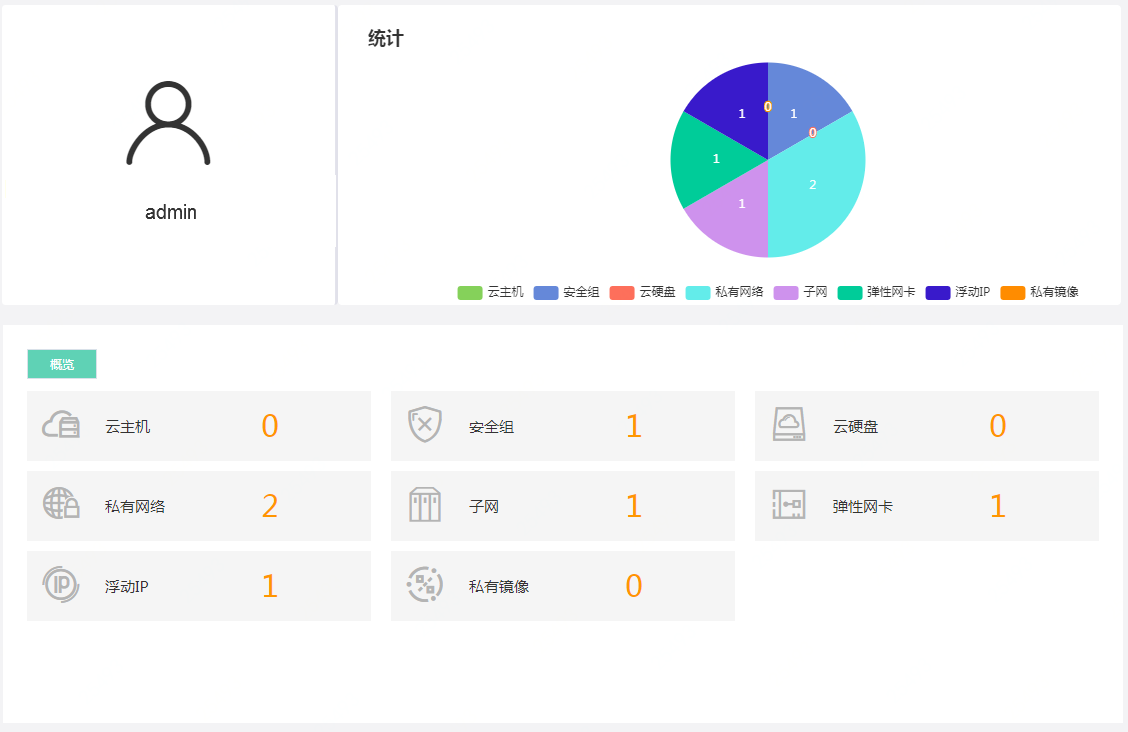 统计
admin
1
0
1
0
1
2
1
云主机 安全组 云硬盘 私有网络 子网 弹性网卡 浮动IP 私有镜像
概览
云主机 0 安全组 1 云硬盘 0
私有网络 2 子网 1 弹性网卡 1
浮动IP 1 私有镜像 0